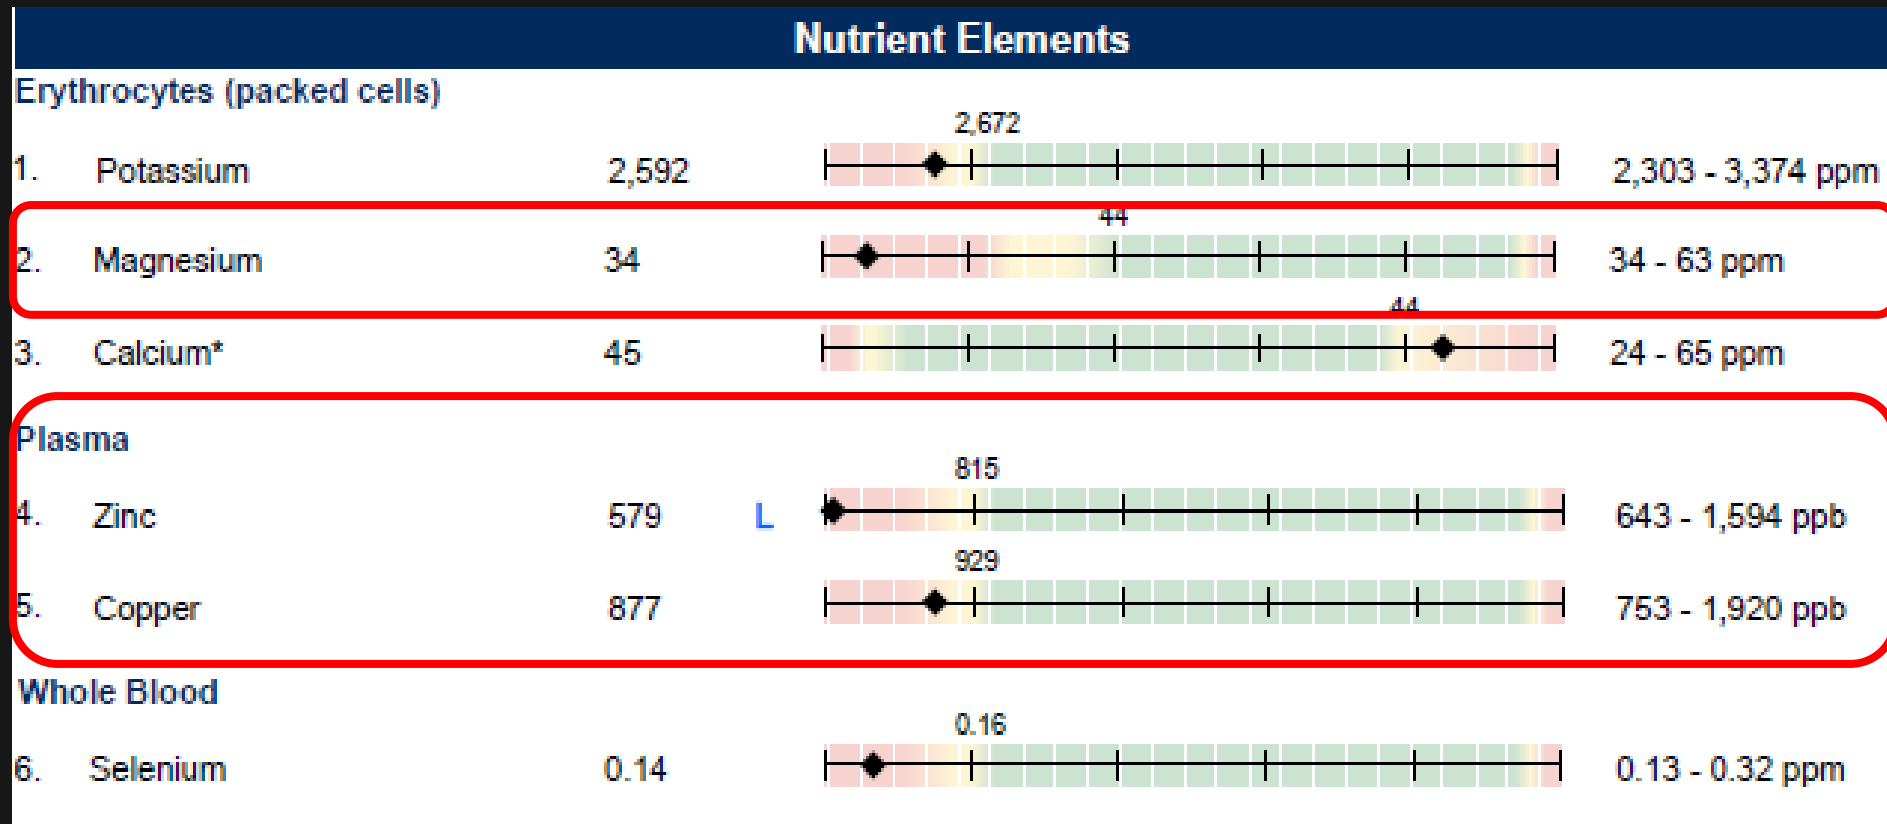 Nutrient Elements
Erythrocytes (packed cells)
2,672
1. Potassium 2,592 2,303 - 3,374 ppm
44
2. Magnesium 34 34 - 63 ppm
44
3. Calcium* 45 24 - 65 ppm
Plasma
815
4. Zinc 579 L 643 - 1,594 ppb
929
5. Copper 877 753 - 1,920 ppb
Whole Blood
0.16
6. Selenium 0.14 0.13 - 0.32 ppm